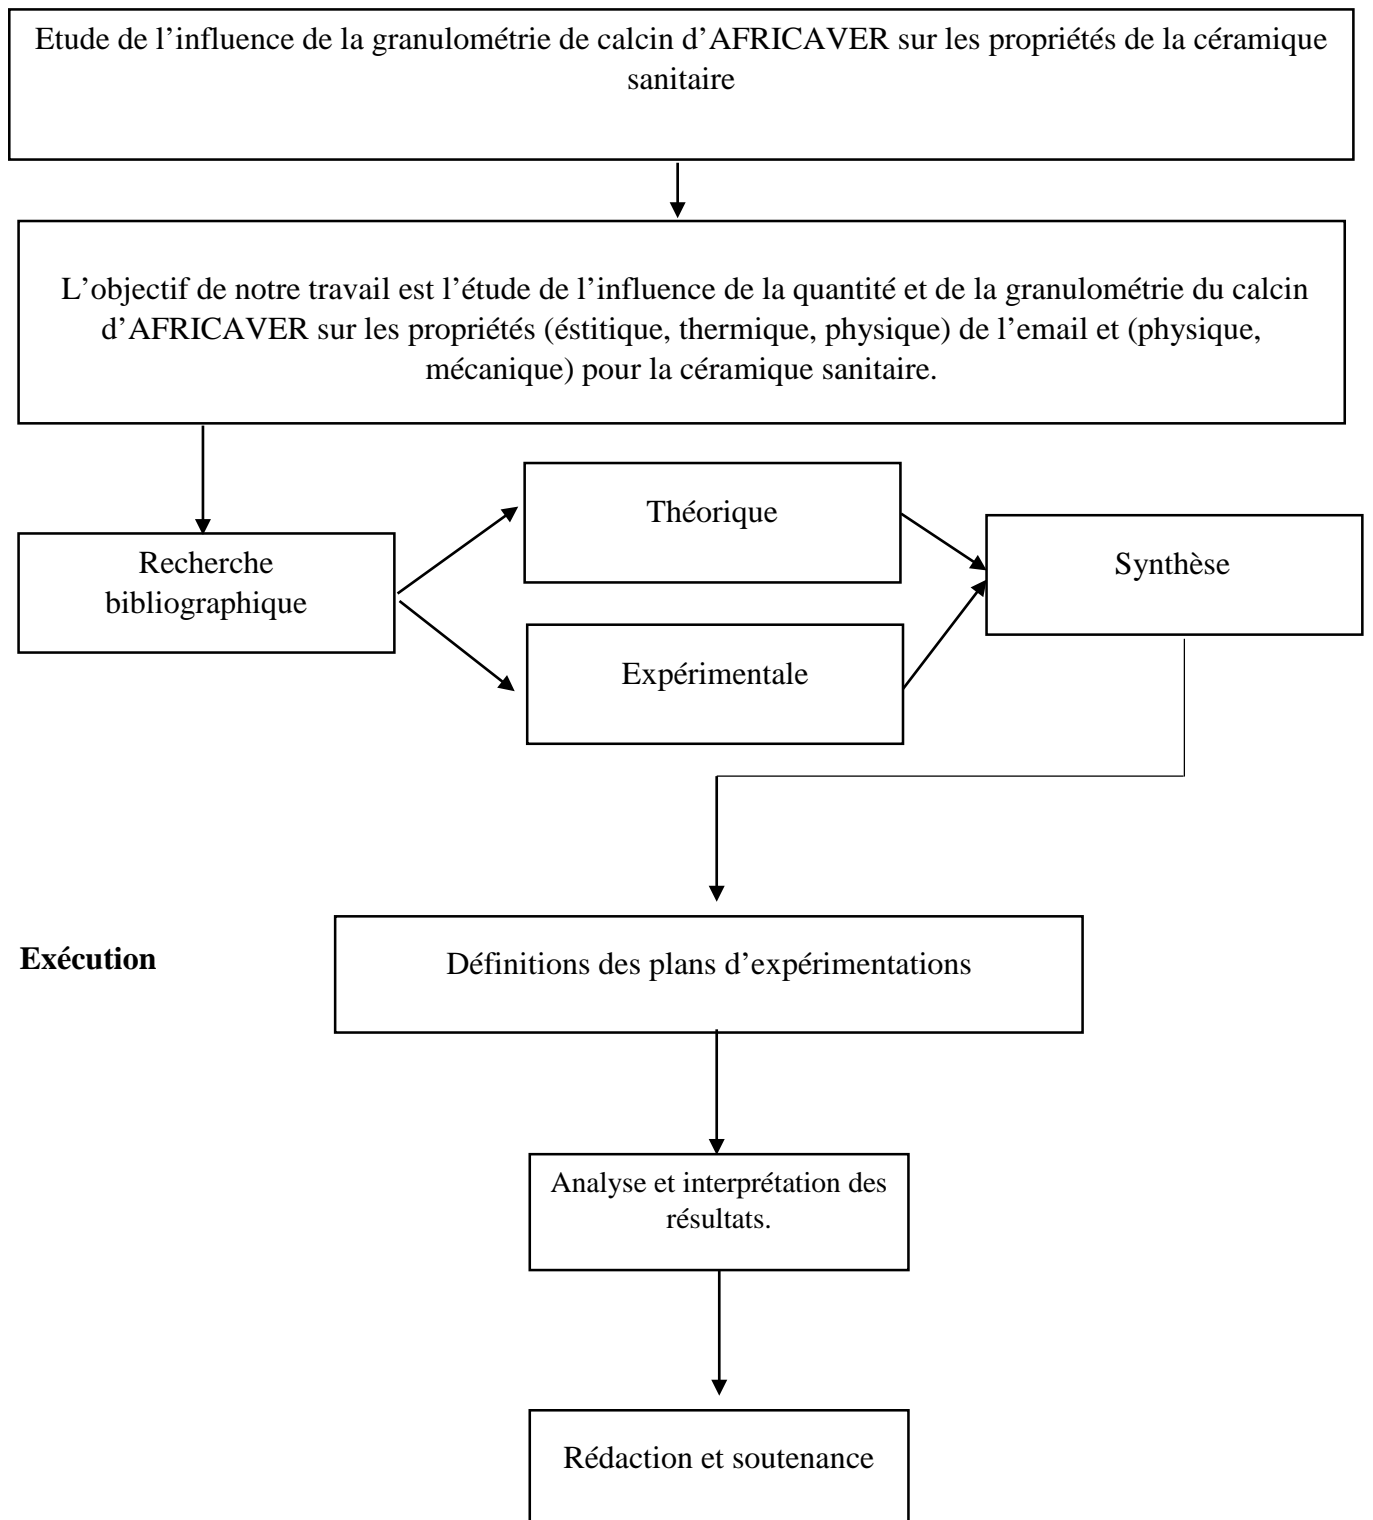 Etude de l’influence de la granulométrie de calcin d’AFRICAVER sur les propriétés de la céramique
sanitaire
L’objectif de notre travail est l’étude de l’influence de la quantité et de la granulométrie du calcin
d’AFRICAVER sur les propriétés (éstitique, thermique, physique) de l’email et (physique,
mécanique) pour la céramique sanitaire.
Recherche
bibliographique
Théorique
Expérimentale
Synthèse
Exécution
Définitions des plans d’expérimentations
Analyse et interprétation des
résultats.
Rédaction et soutenance